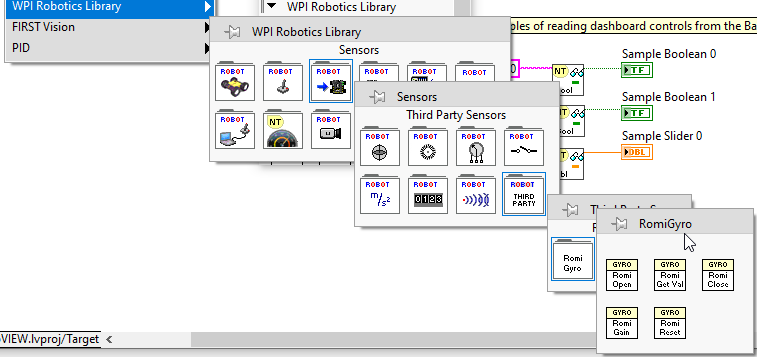 WPI Robotics Library
FIRST Vision
PID
WPI Robotics Library
WPI Robotics Library
Sensors
ROBOT ROBOT ROBOT ROBOT ROBOT ROBOT
ROBOT NT ROBOT
bles of reading dashboard controls from the Ba
Sample Boolean 0
NT
TF
ool
Sample Boolean 1
TF
ool
Sample Slider 0
NT
DBL
bl
Sensors
Third Party Sensors
ROBOT ROBOT ROBOT ROBOT
ROBOT ROBOT ROBOT ROBOT
m/s² 0123 THIRD
PARTY
Third Party S
Romi
Gyro
RomiGyro
GYRO GYRO GYRO
Romi Romi Romi
Open Get Val Close
GYRO GYRO
Romi Romi
Gain Reset
VIEW.lvproj/Target